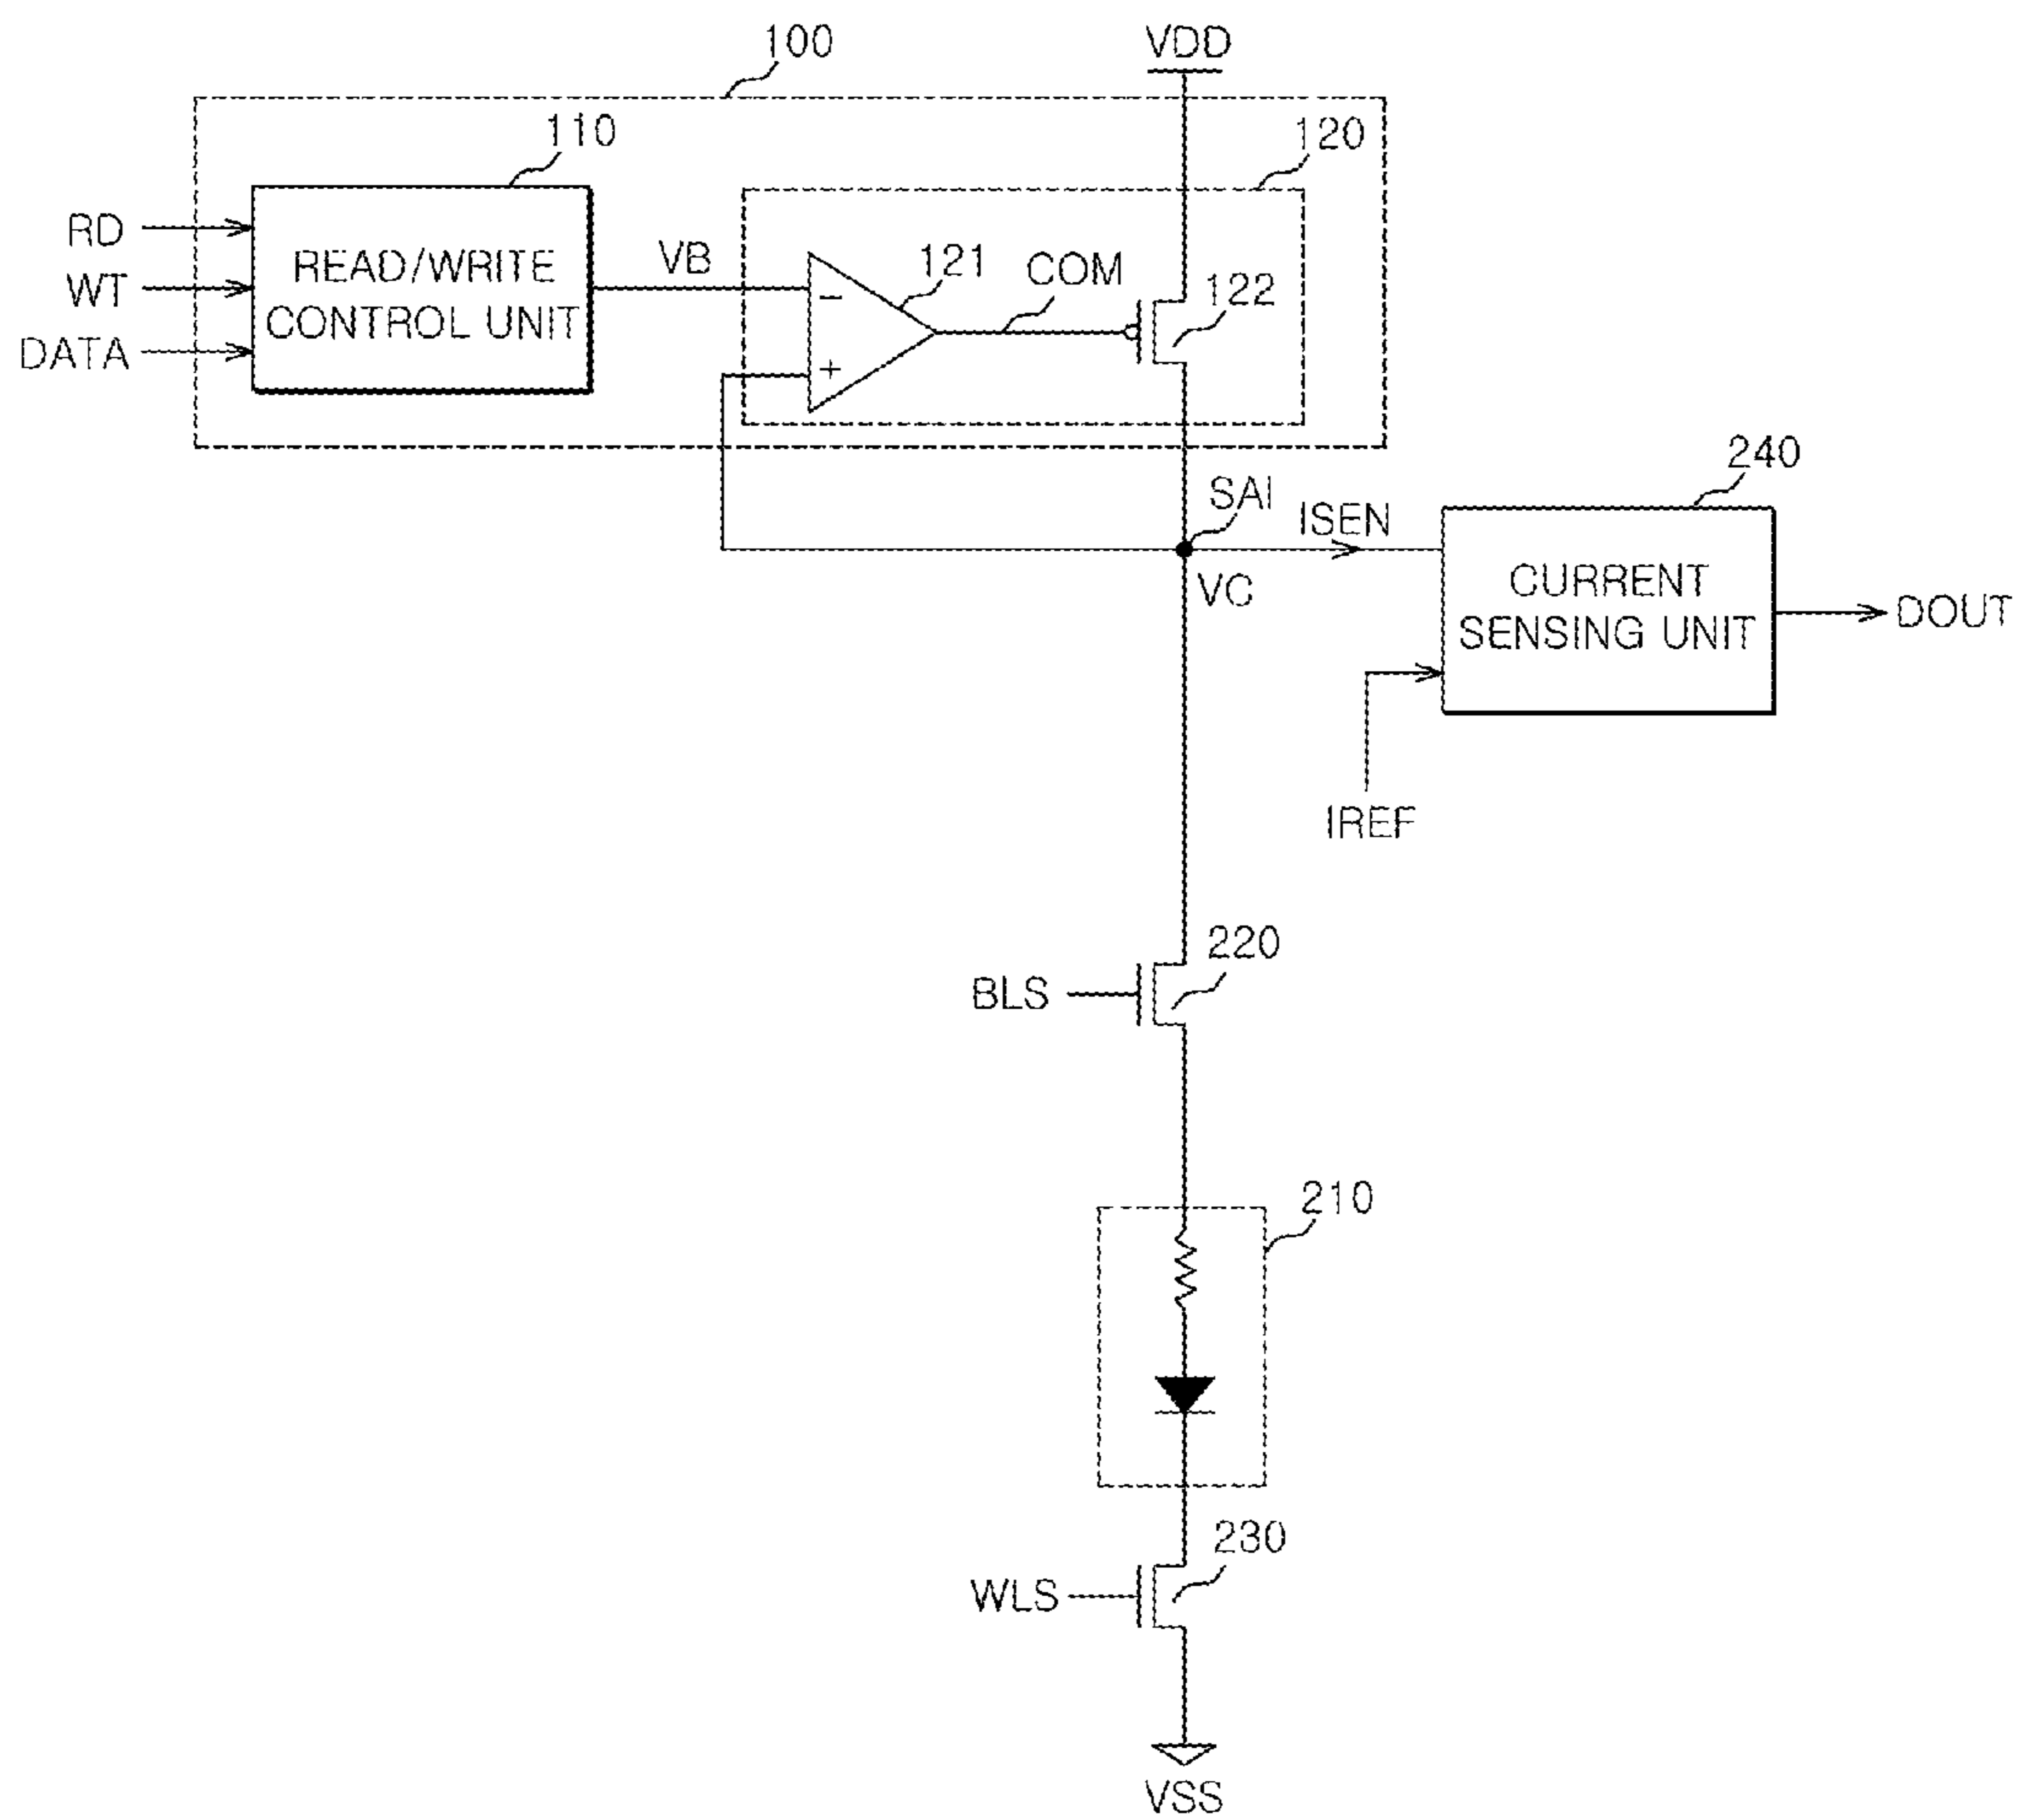 100
VDD
110
120
RD
WT
DATA
READ/WRITE
CONTROL UNIT
VB
-
+
121
COM
122
SAI
ISEN
VC
240
CURRENT
SENSING UNIT
DOUT
IREF
220
BLS
210
230
WLS
VSS